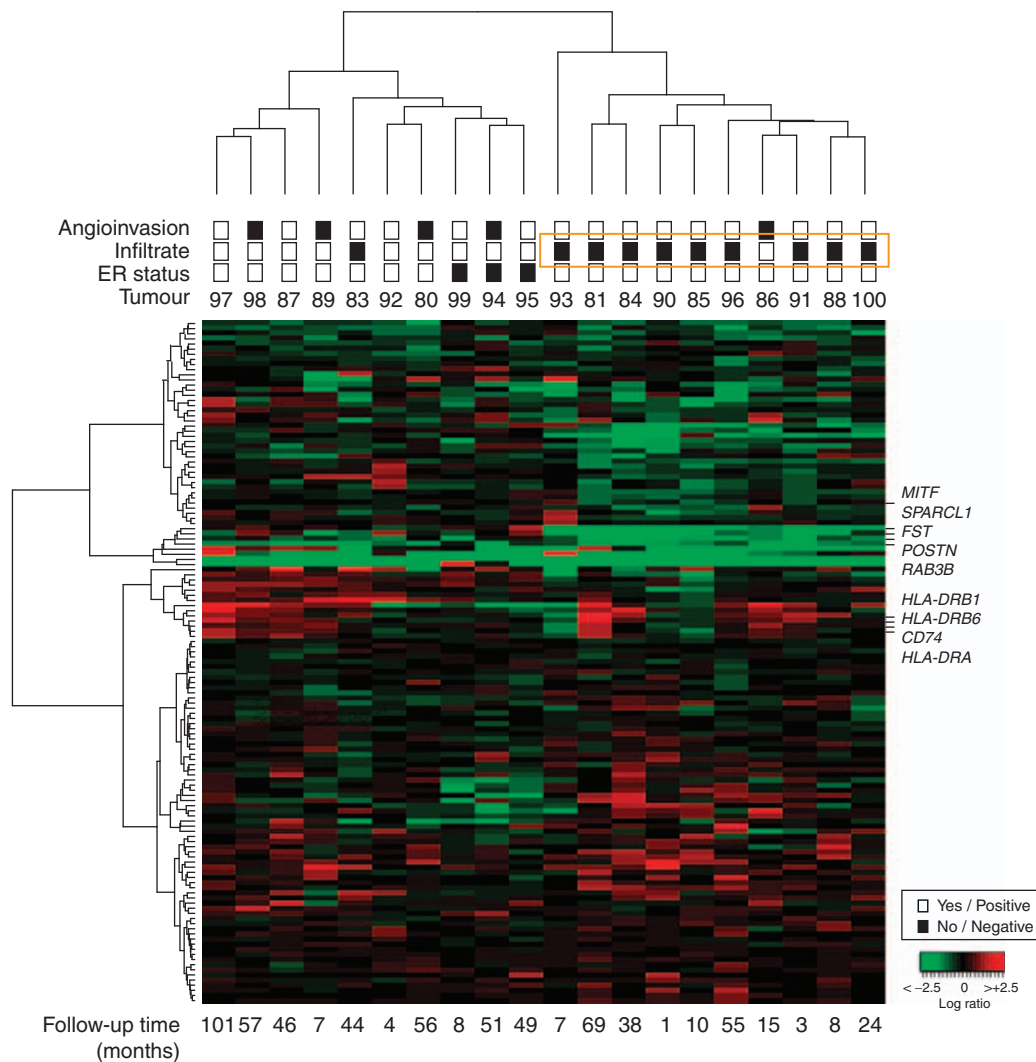 Angioinvasion
Infiltrate
ER status
Tumour 97 98 87 89 83 92 80 99 94 95 93 81 84 90 85 96 86 91 88 100
MITF
SPARCL1
FST
POSTN
RAB3B
HLA-DRB1
HLA-DRB6
CD74
HLA-DRA
Yes / Positive
No / Negative
< −2.5 0 >+2.5
Log ratio
Follow-up time 101 57 46 7 44 4 56 8 51 49 7 69 38 1 10 55 15 3 8 24
(months)